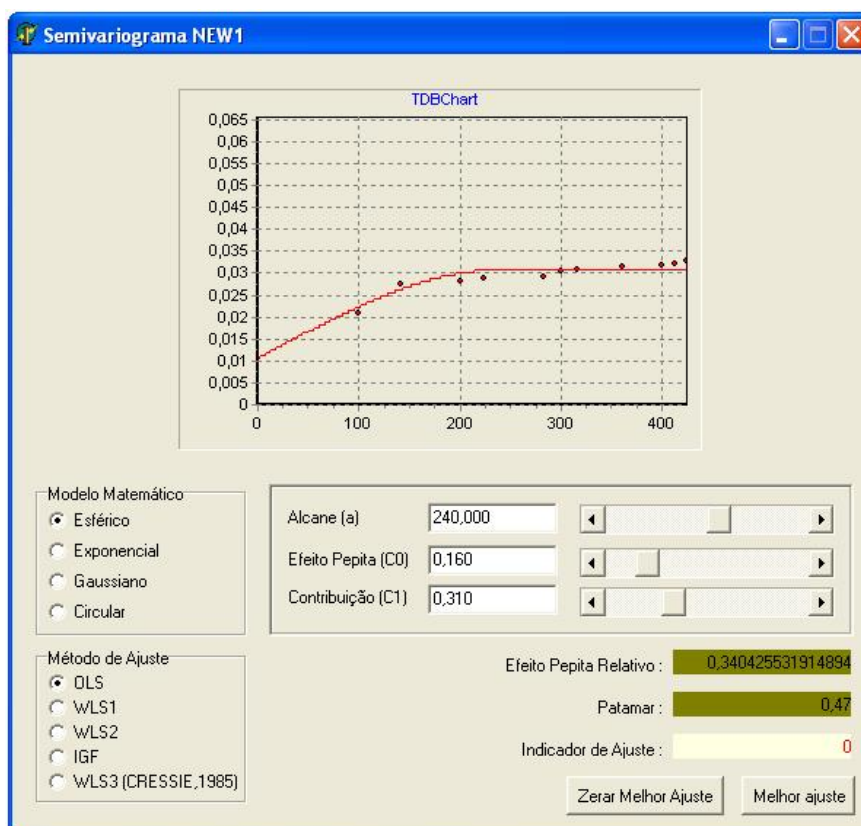 Semivariograma NEW1
TDBChart
0,065
0,06
0,055
0,05
0,045
0,04
0,035
0,03
0,025
0,02
0,015
0,01
0,005
0
0 100 200 300 400
Modelo Matemático
Esférico
Exponencial
Gaussiano
Circular
Alcane (a) 240,000
Efeito Pepita (C0) 0,160
Contribuição (C1) 0,310
Método de Ajuste
OLS
WLS1
WLS2
IGF
WLS3 (CRESSIE,1985)
Efeito Pepita Relativo : 0,340425531914894
Patamar : 0,47
Indicador de Ajuste : 0
Zerar Melhor Ajuste Melhor ajuste